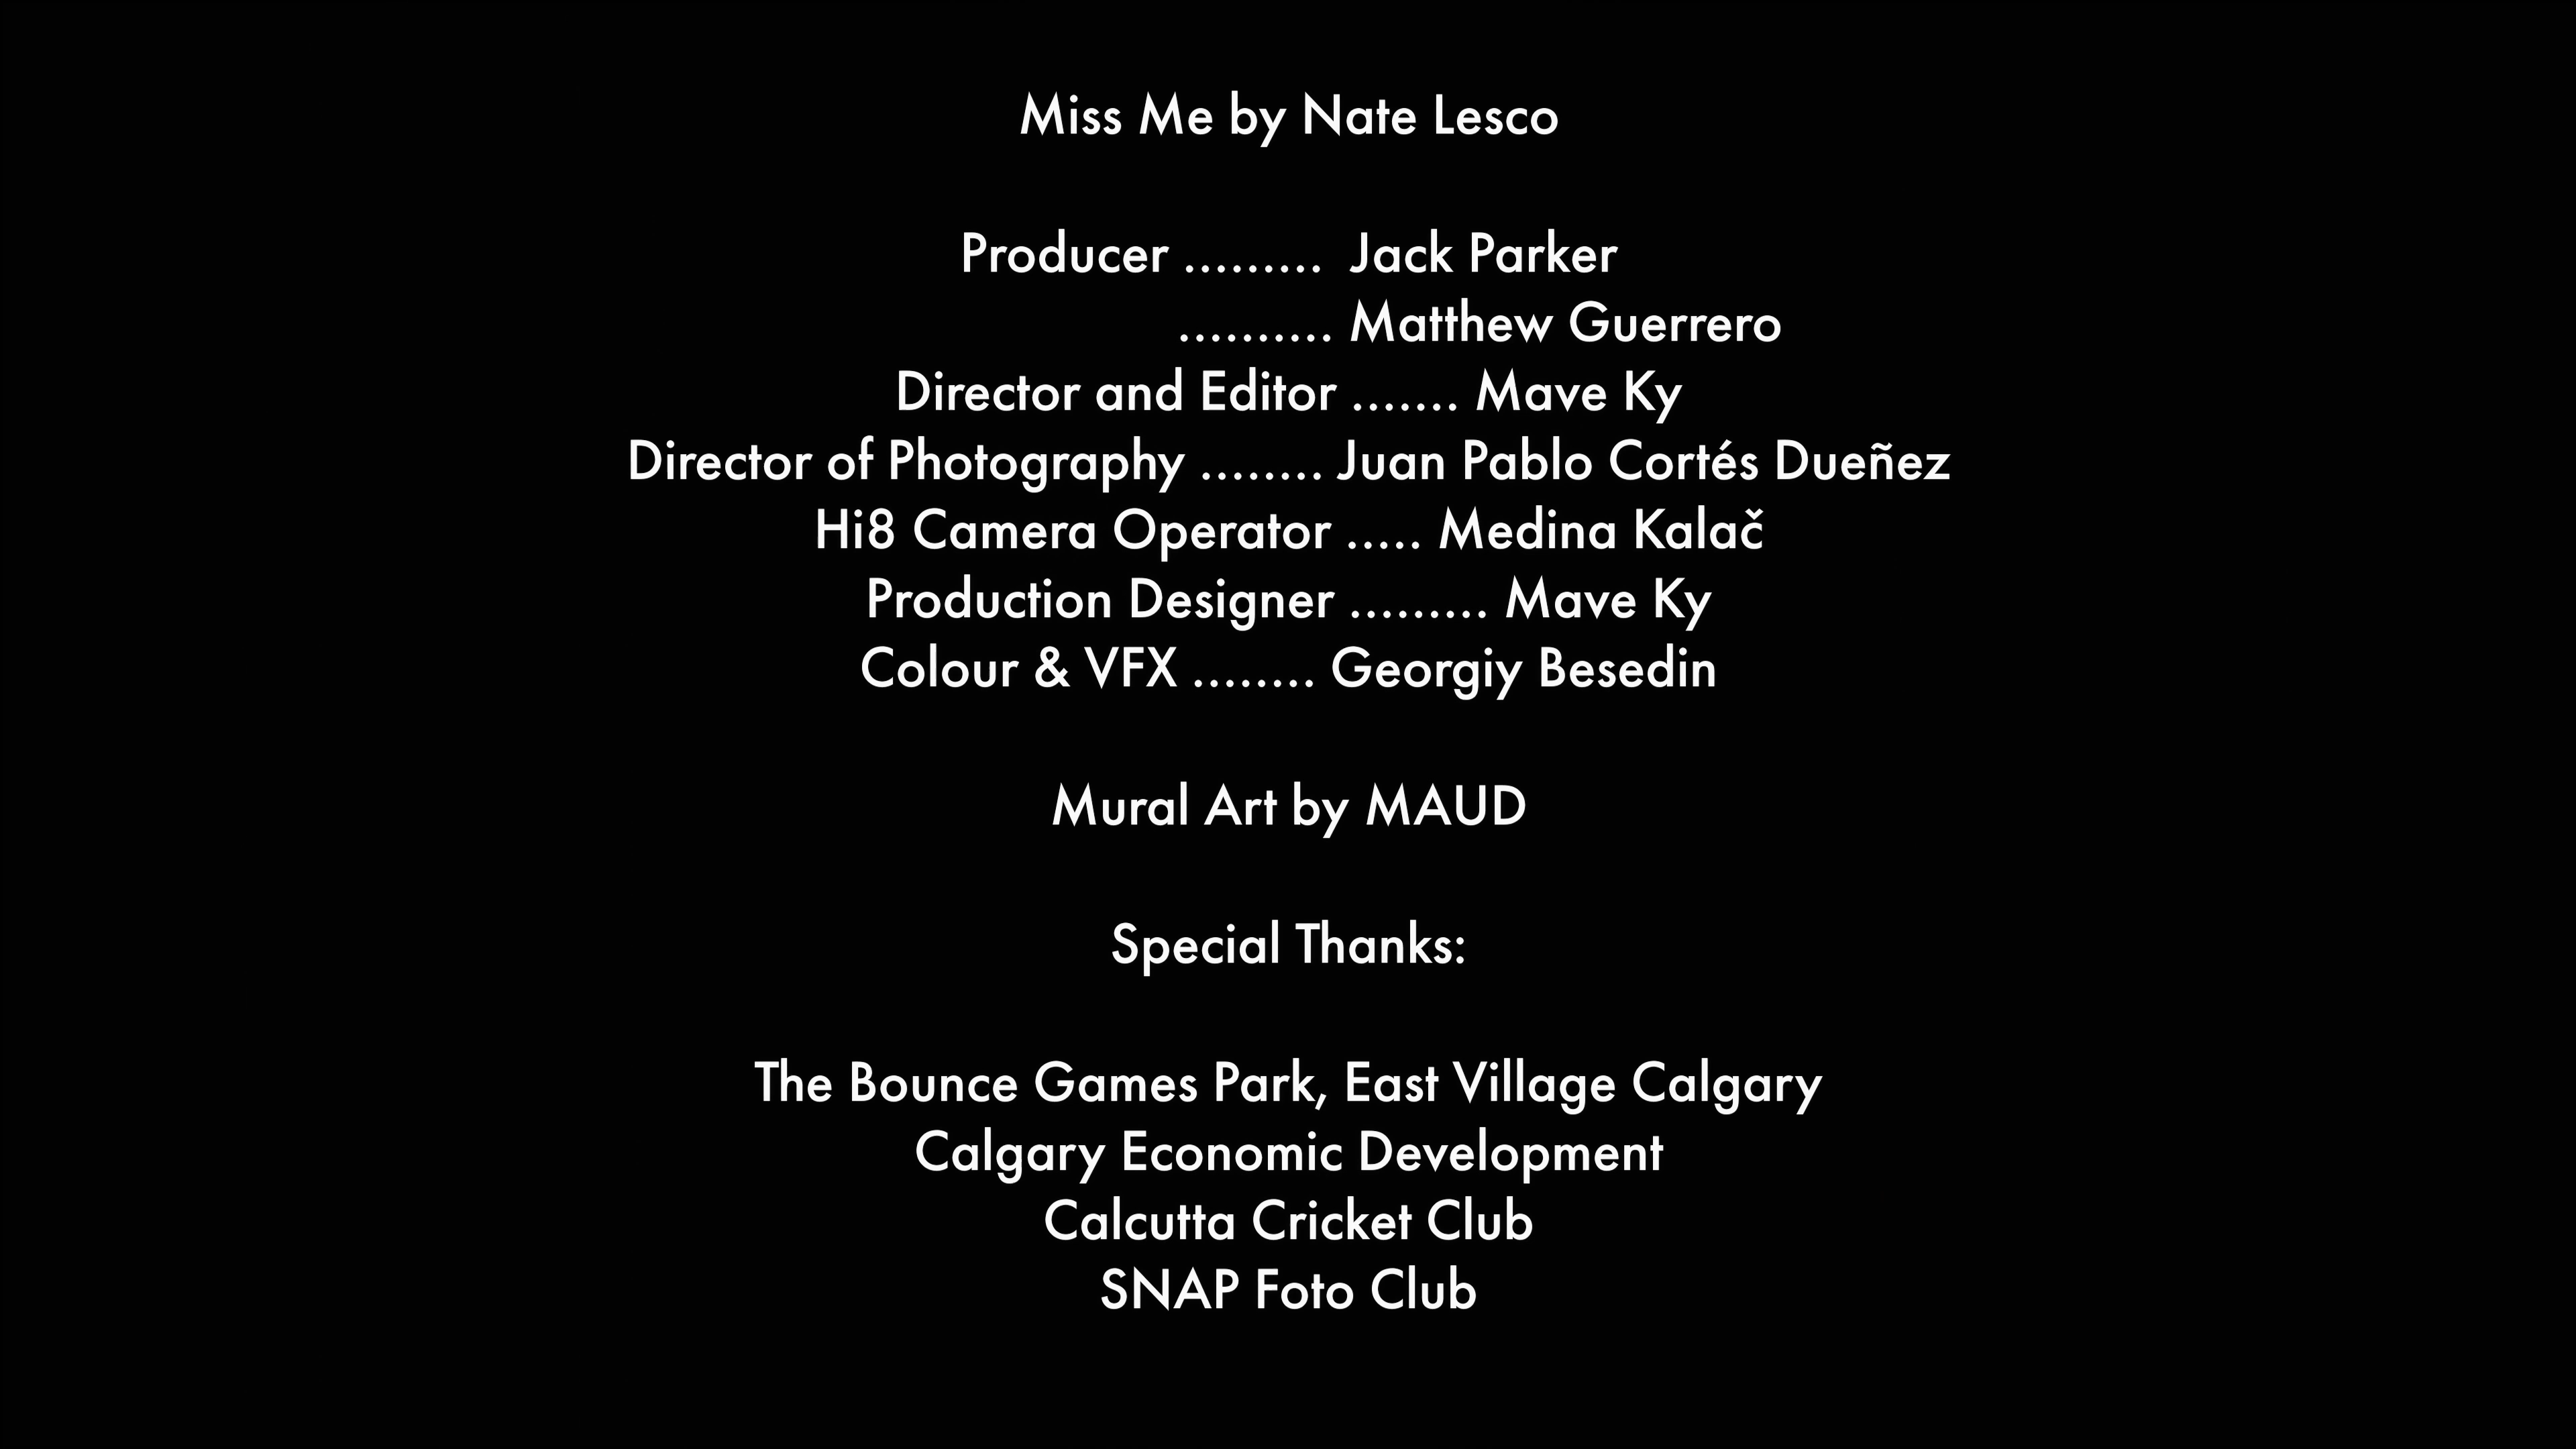 Miss Me by Nate Lesco
Producer ......... Jack Parker
.......... Matthew Guerrero
Director and Editor ....... Mave Ky
Director of Photography ........ Juan Pablo Cortés Dueñez
Hi8 Camera Operator ..... Medina Kalač
Production Designer ......... Mave Ky
Colour & VFX ........ Georgiy Besedin
Mural Art by MAUD
Special Thanks:
The Bounce Games Park, East Village Calgary
Calgary Economic Development
Calcutta Cricket Club
SNAP Foto Club